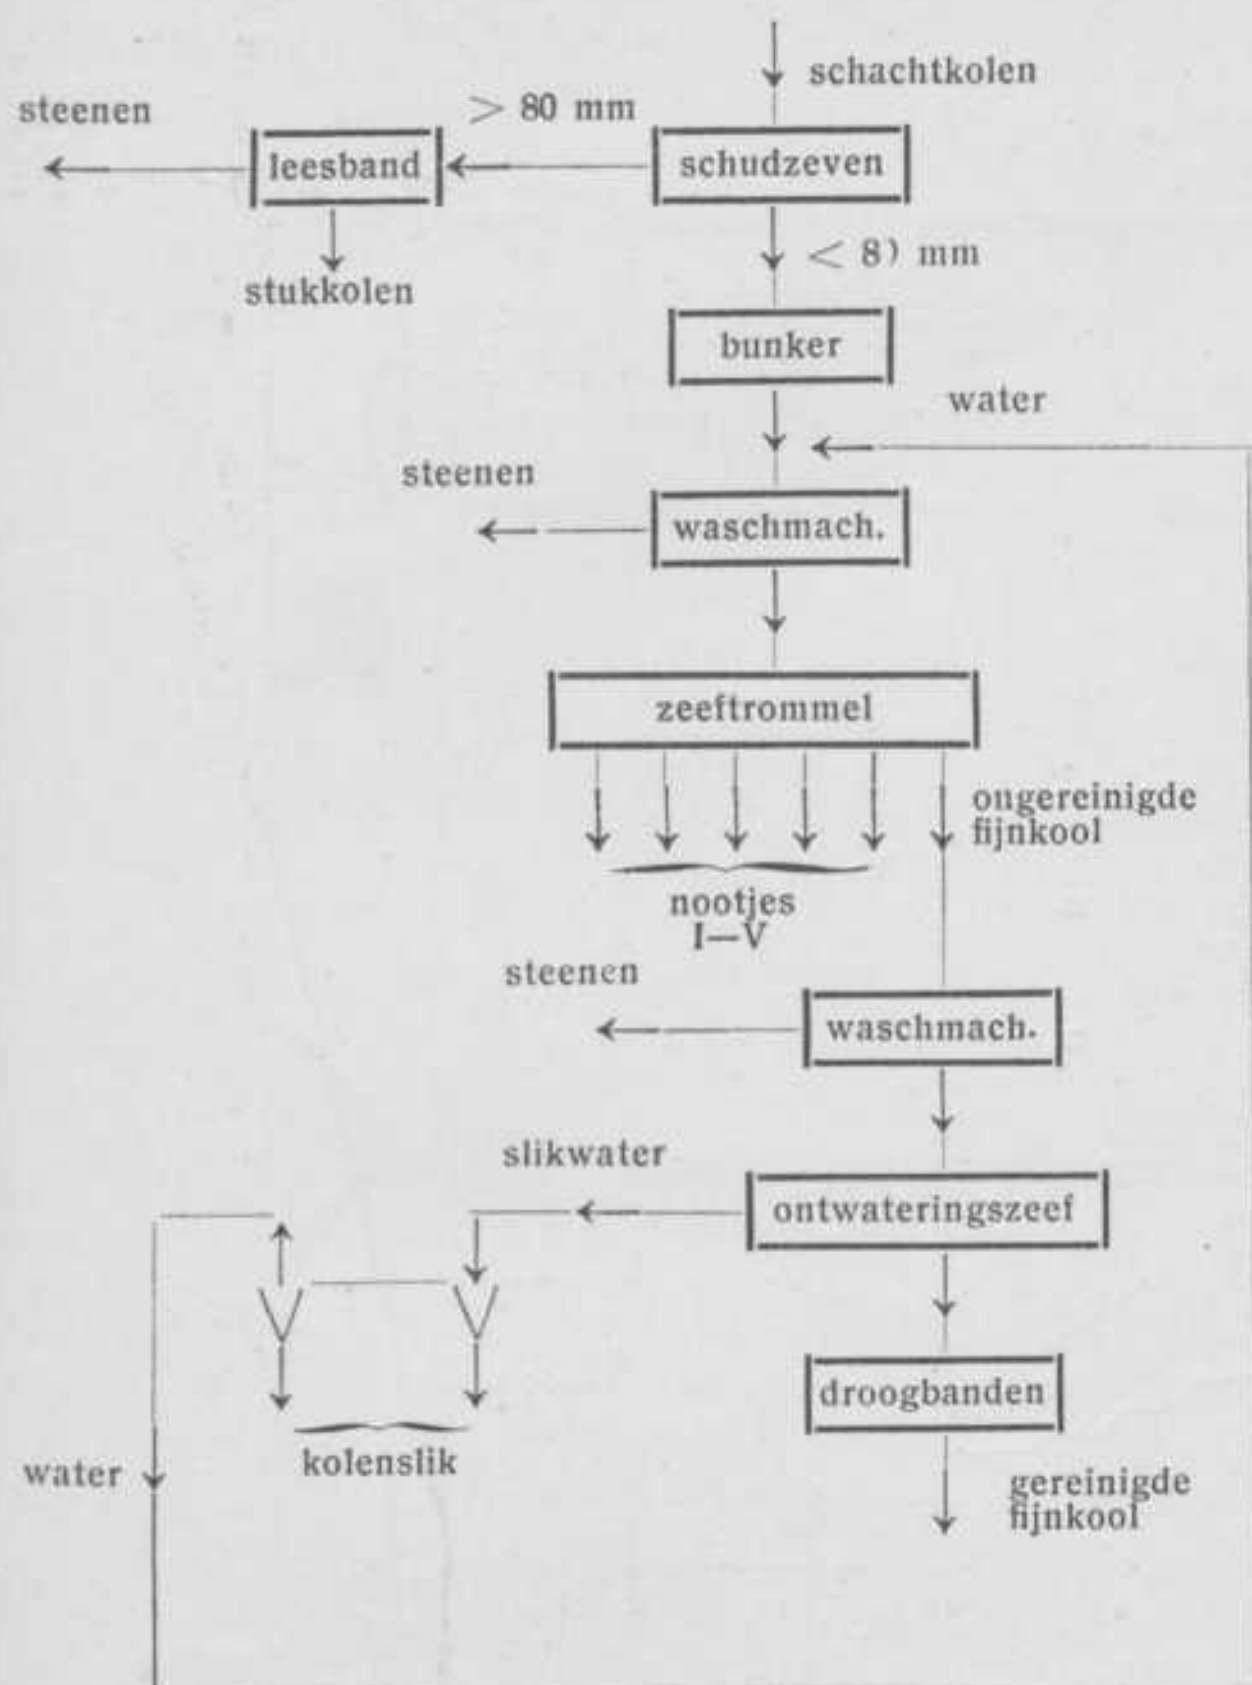 schachtkolen
steenen
> 80 mm
leesband
schudzeven
< 8) mm
stukkolen
bunker
water
steenen
waschmach.
zeeftrommel
ongereinigde
fijnkool
nootjes
I—V
steenen
waschmach.
slikwater
ontwateringszeef
droogbanden
kolenslik
water
gereinigde
fijnkool